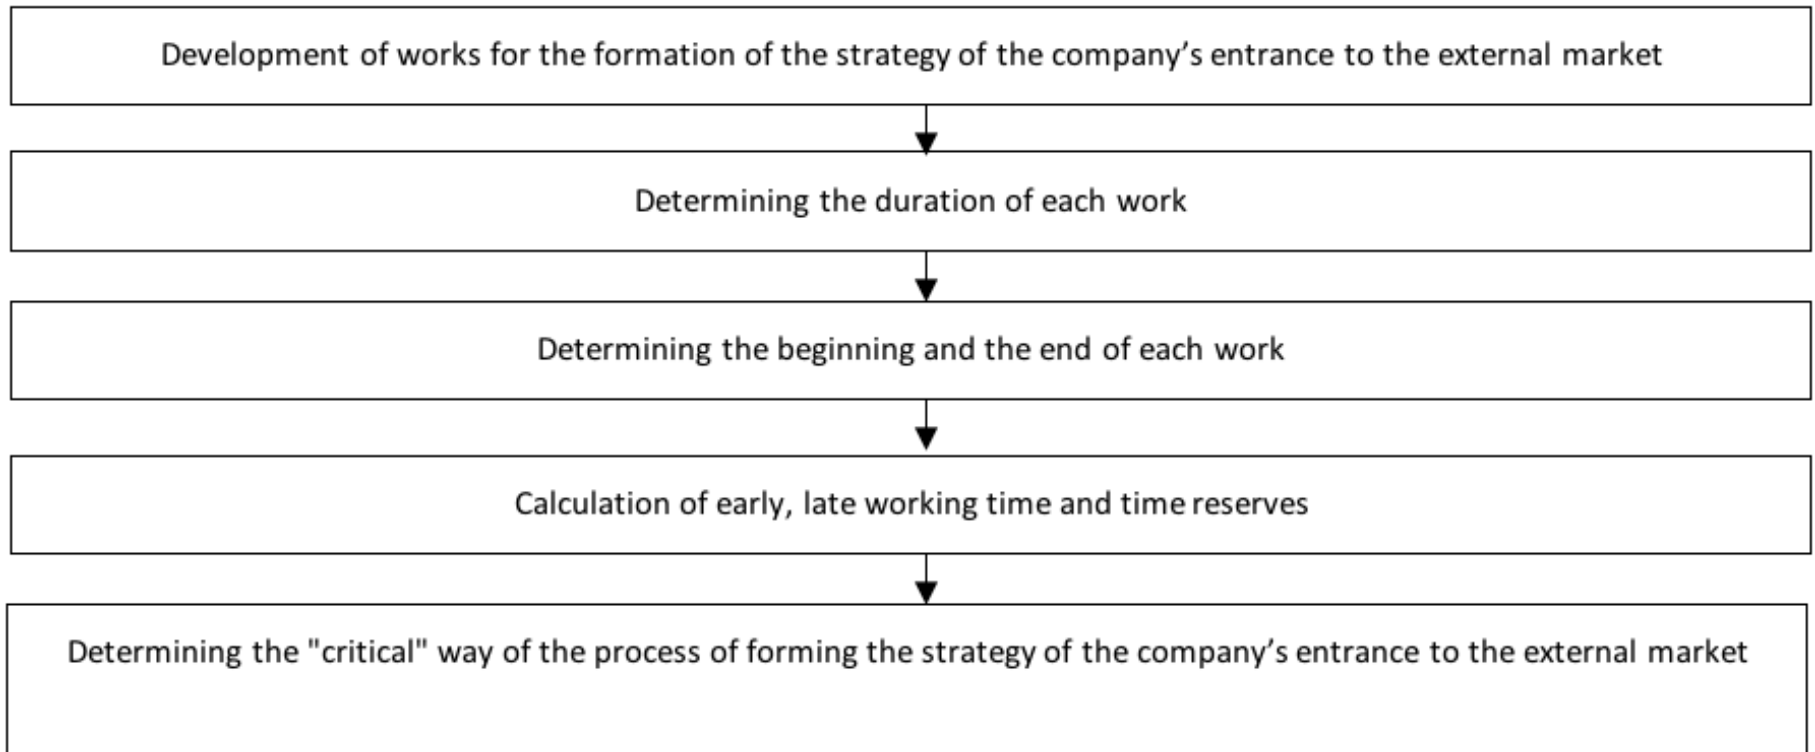 Development of works for the formation of the strategy of the company’s entrance to the external market
Determining the duration of each work
Determining the beginning and the end of each work
Calculation of early, late working time and time reserves
Determining the "critical" way of the process of forming the strategy of the company’s entrance to the external market